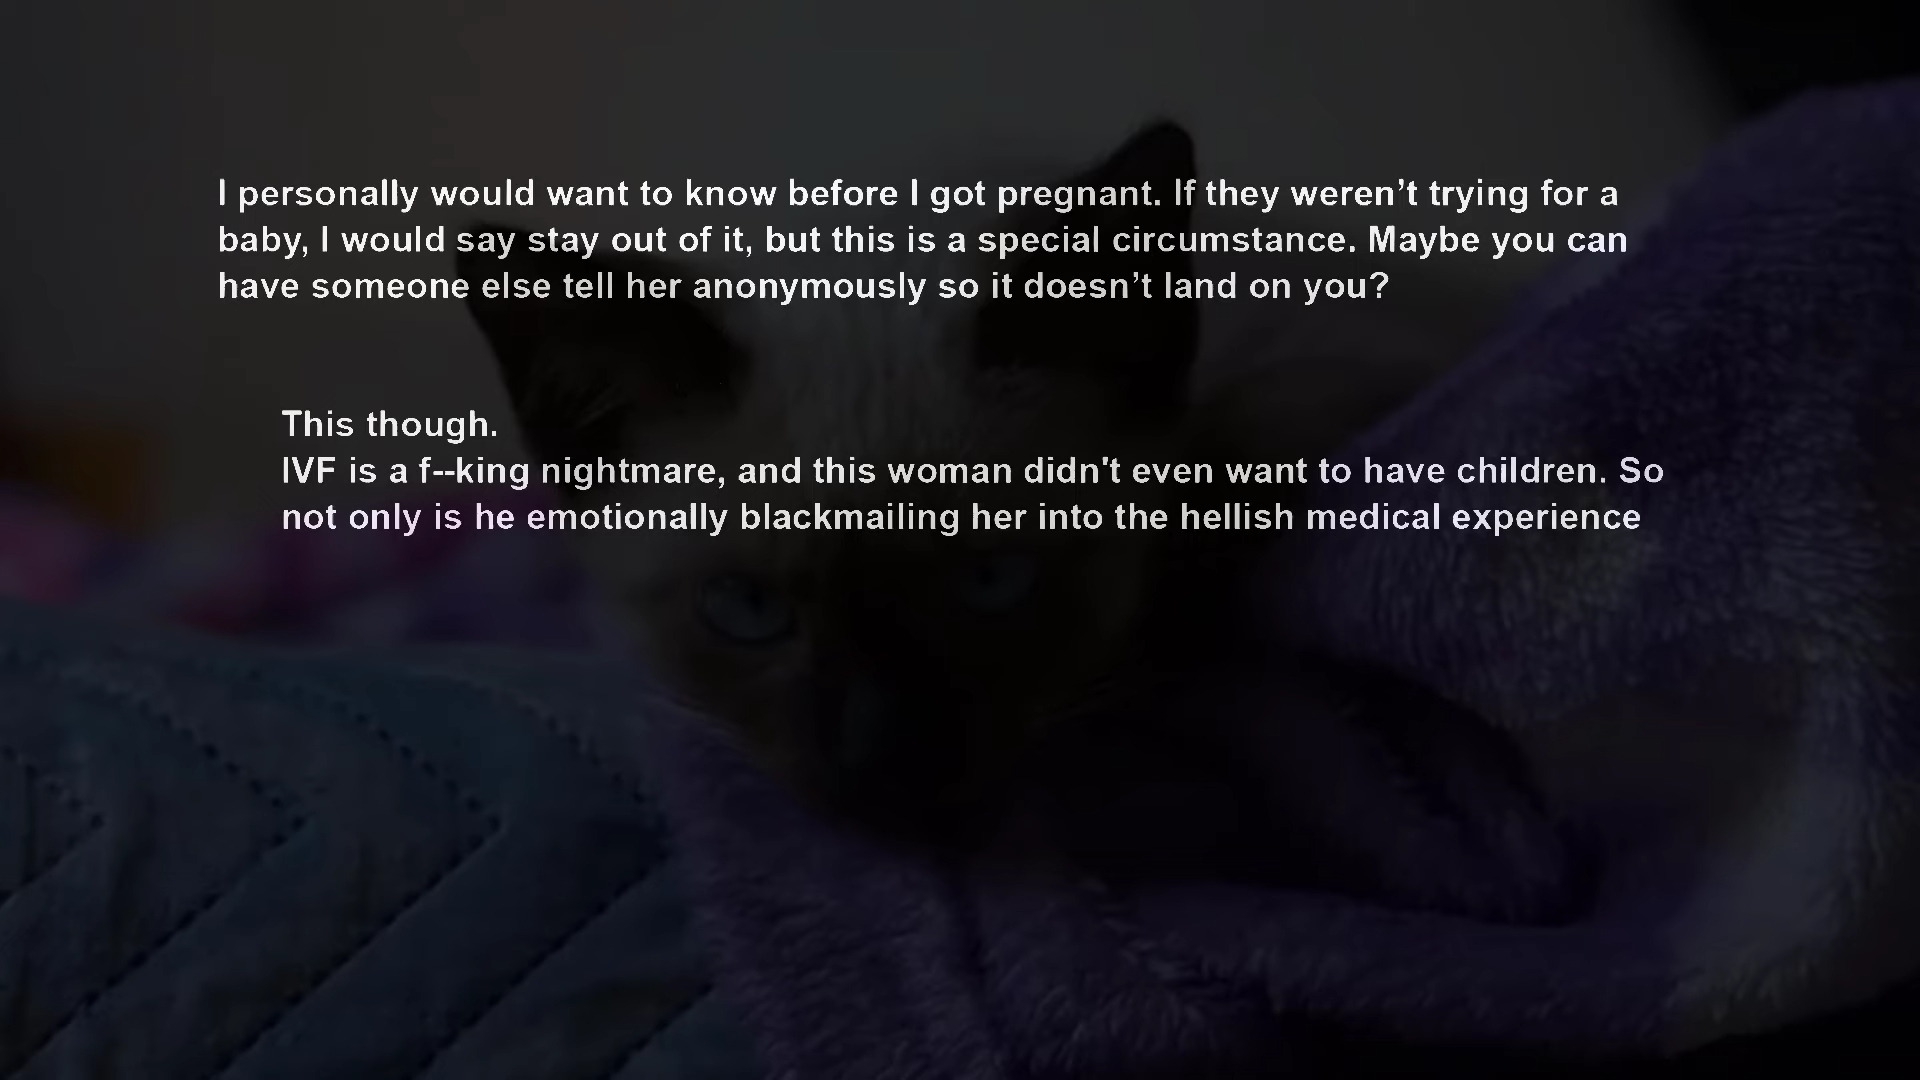 I personally would want to know before I got pregnant. If they weren’t trying for a
baby, I would say stay out of it, but this is a special circumstance. Maybe you can
have someone else tell her anonymously so it doesn’t land on you?
This though.
IVF is a f--king nightmare, and this woman didn't even want to have children. So
not only is he emotionally blackmailing her into the hellish medical experience